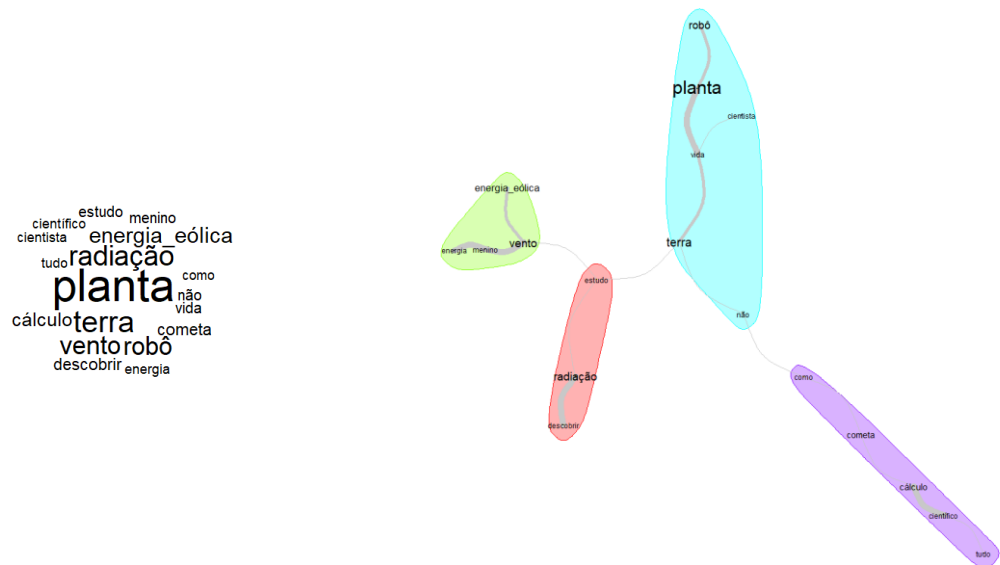 estudo menino
científico
cientista energia_eólica
tudo radiação como
planta não
vida
cálculo terra cometa
vento robô
descobrir energia
robô
planta
cientista
vida
terra
não
energia_eólica
energia menino vento
estudo
radiação
descobrir
como
cometa
cálculo
científico
tudo